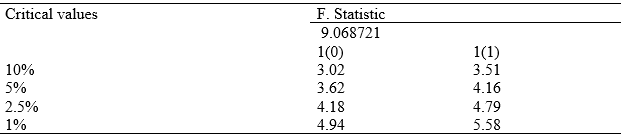 Critical values F. Statistic
9.068721
1(0) 1(1)
10% 3.02 3.51
5% 3.62 4.16
2.5% 4.18 4.79
1% 4.94 5.58